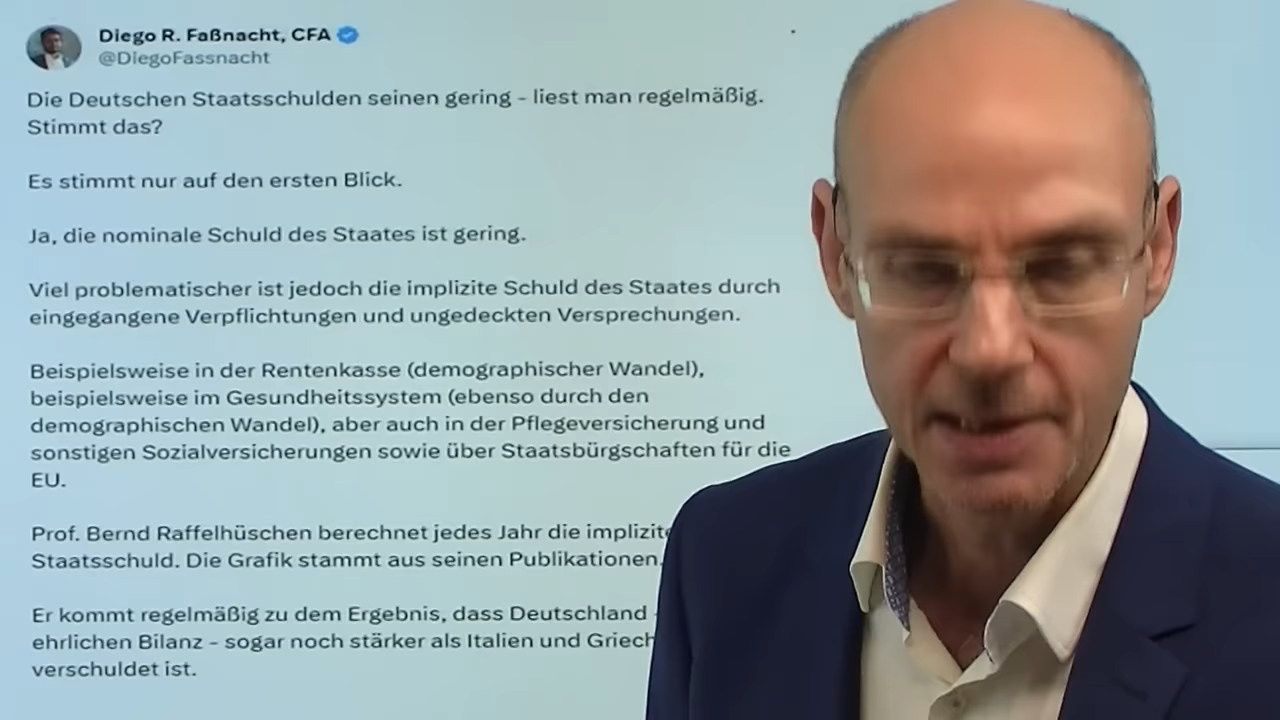 Diego R. Faßnacht, CFA
@DiegoFassnacht
Die Deutschen Staatsschulden seinen gering - liest man regelmäßig.
Stimmt das?
Es stimmt nur auf den ersten Blick.
Ja, die nominale Schuld des Staates ist gering.
Viel problematischer ist jedoch die implizite Schuld des Staates durch
eingegangene Verpflichtungen und ungedeckten Versprechungen.
Beispielsweise in der Rentenkasse (demographischer Wandel),
beispielsweise im Gesundheitssystem (ebenso durch den
demographischen Wandel), aber auch in der Pflegeversicherung und
sonstigen Sozialversicherungen sowie über Staatsbürgschaften für die
EU.
Prof. Bernd Raffelhüschen berechnet jedes Jahr die implizite
Staatsschuld. Die Grafik stammt aus seinen Publikationen.
Er kommt regelmäßig zu dem Ergebnis, dass Deutschland -
ehrlichen Bilanz - sogar noch stärker als Italien und
verschuldet ist.